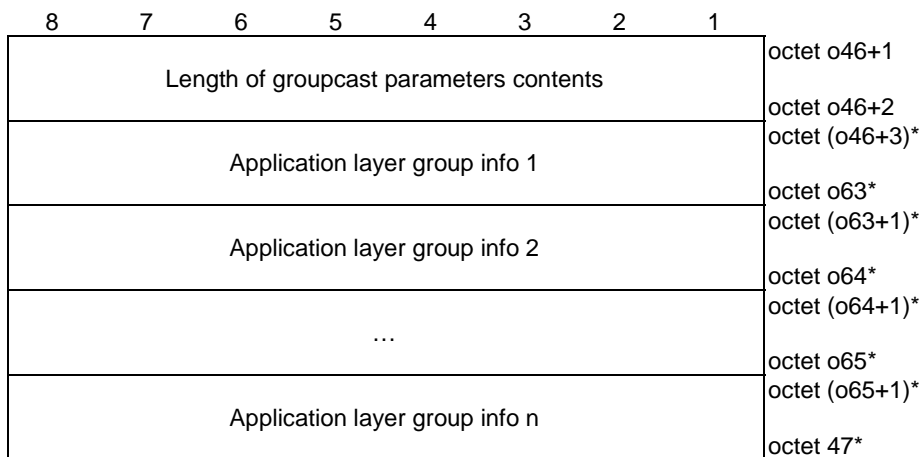 8 7 6 5 4 3 2 1
Length of groupcast parameters contents
octet o46+1
octet o46+2
Application layer group info 1
octet (o46+3)*
octet o63*
Application layer group info 2
octet (o63+1)*
octet o64*
…
octet (o64+1)*
octet o65*
Application layer group info n
octet (o65+1)*
octet 47*